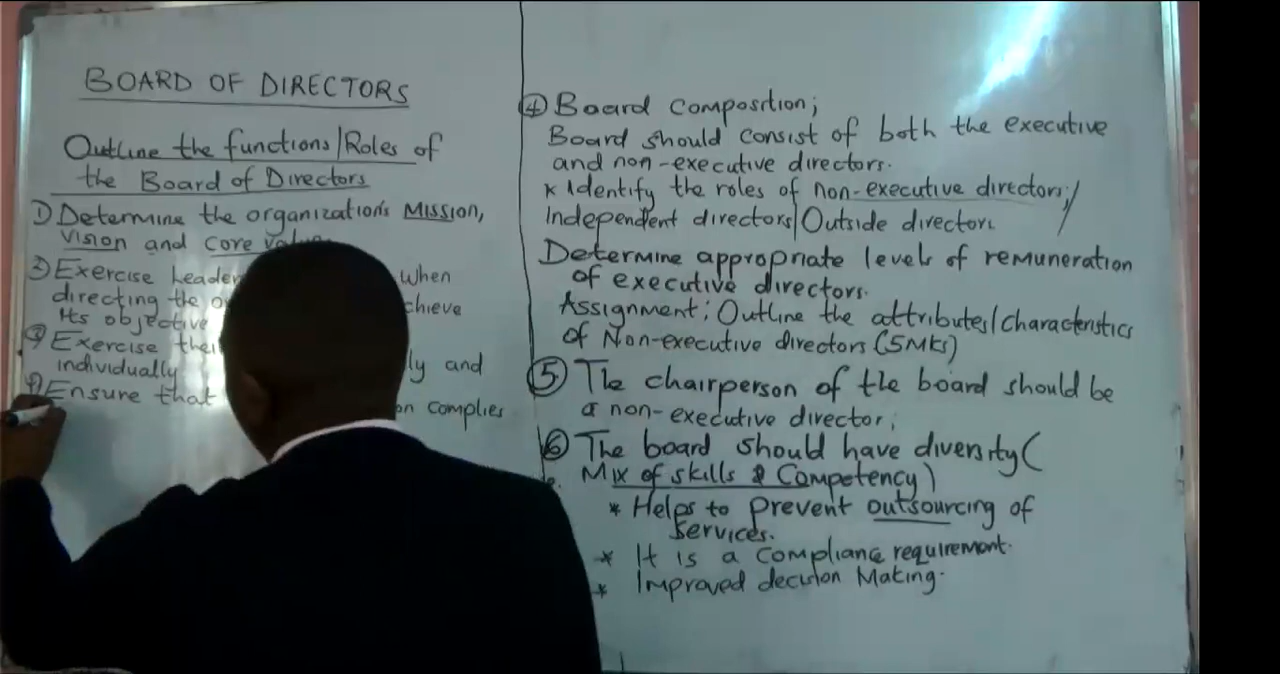 BOARD OF DIRECTORS
Outline the functions/Roles of
the Board of Directors
1) Determine the organization's Mission,
Vision and core
3) Exercise Leader when
directing the chieve
Its objective
Exercise ly and
individually
Ensure that
complies
4) Board Composition;
Board should consist of both the executive
and non-executive directors.
* Identify the roles of non-executive directors;/
Independent directors/Outside directors
Determine appropriate levels of remuneration
of executive directors.
Assignment; Outline the attributes/characteristics
of Non-executive directors (5Mks)
5) The chairperson of the board should be
a non-executive director;
6) The board should have diversity (
Mix of skills & Competency)
* Helps to prevent outsourcing of
services.
* It is a compliance requirement.
* Improved decision Making.